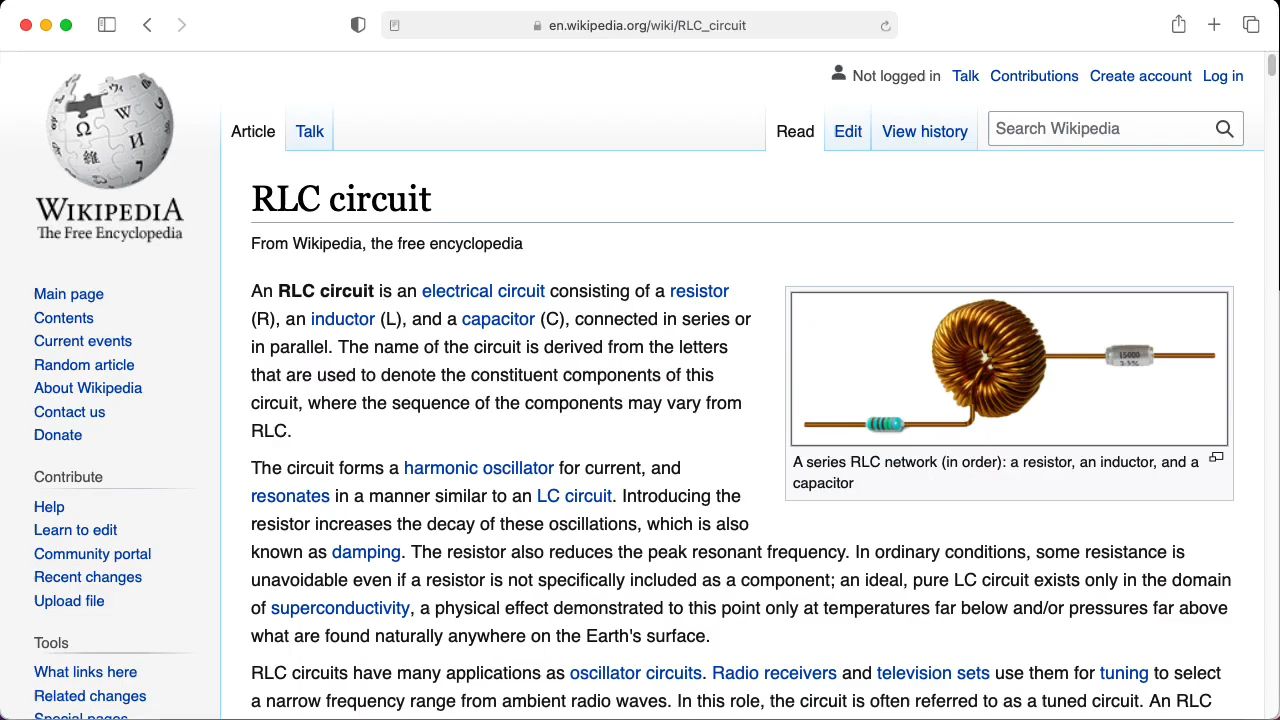 en.wikipedia.org/wiki/RLC_circuit
Not logged in Talk Contributions Create account Log in
Article Talk Read Edit View history Search Wikipedia
WIKIPEDIA
The Free Encyclopedia
Main page
Contents
Current events
Random article
About Wikipedia
Contact us
Donate
Contribute
Help
Learn to edit
Community portal
Recent changes
Upload file
Tools
What links here
Related changes
Special pages
RLC circuit
From Wikipedia, the free encyclopedia
An RLC circuit is an electrical circuit consisting of a resistor
(R), an inductor (L), and a capacitor (C), connected in series or
in parallel. The name of the circuit is derived from the letters
that are used to denote the constituent components of this
circuit, where the sequence of the components may vary from
RLC.
15000
A series RLC network (in order): a resistor, an inductor, and a
capacitor
The circuit forms a harmonic oscillator for current, and
resonates in a manner similar to an LC circuit. Introducing the
resistor increases the decay of these oscillations, which is also
known as damping. The resistor also reduces the peak resonant frequency. In ordinary conditions, some resistance is
unavoidable even if a resistor is not specifically included as a component; an ideal, pure LC circuit exists only in the domain
of superconductivity, a physical effect demonstrated to this point only at temperatures far below and/or pressures far above
what are found naturally anywhere on the Earth's surface.
RLC circuits have many applications as oscillator circuits. Radio receivers and television sets use them for tuning to select
a narrow frequency range from ambient radio waves. In this role, the circuit is often referred to as a tuned circuit. An RLC